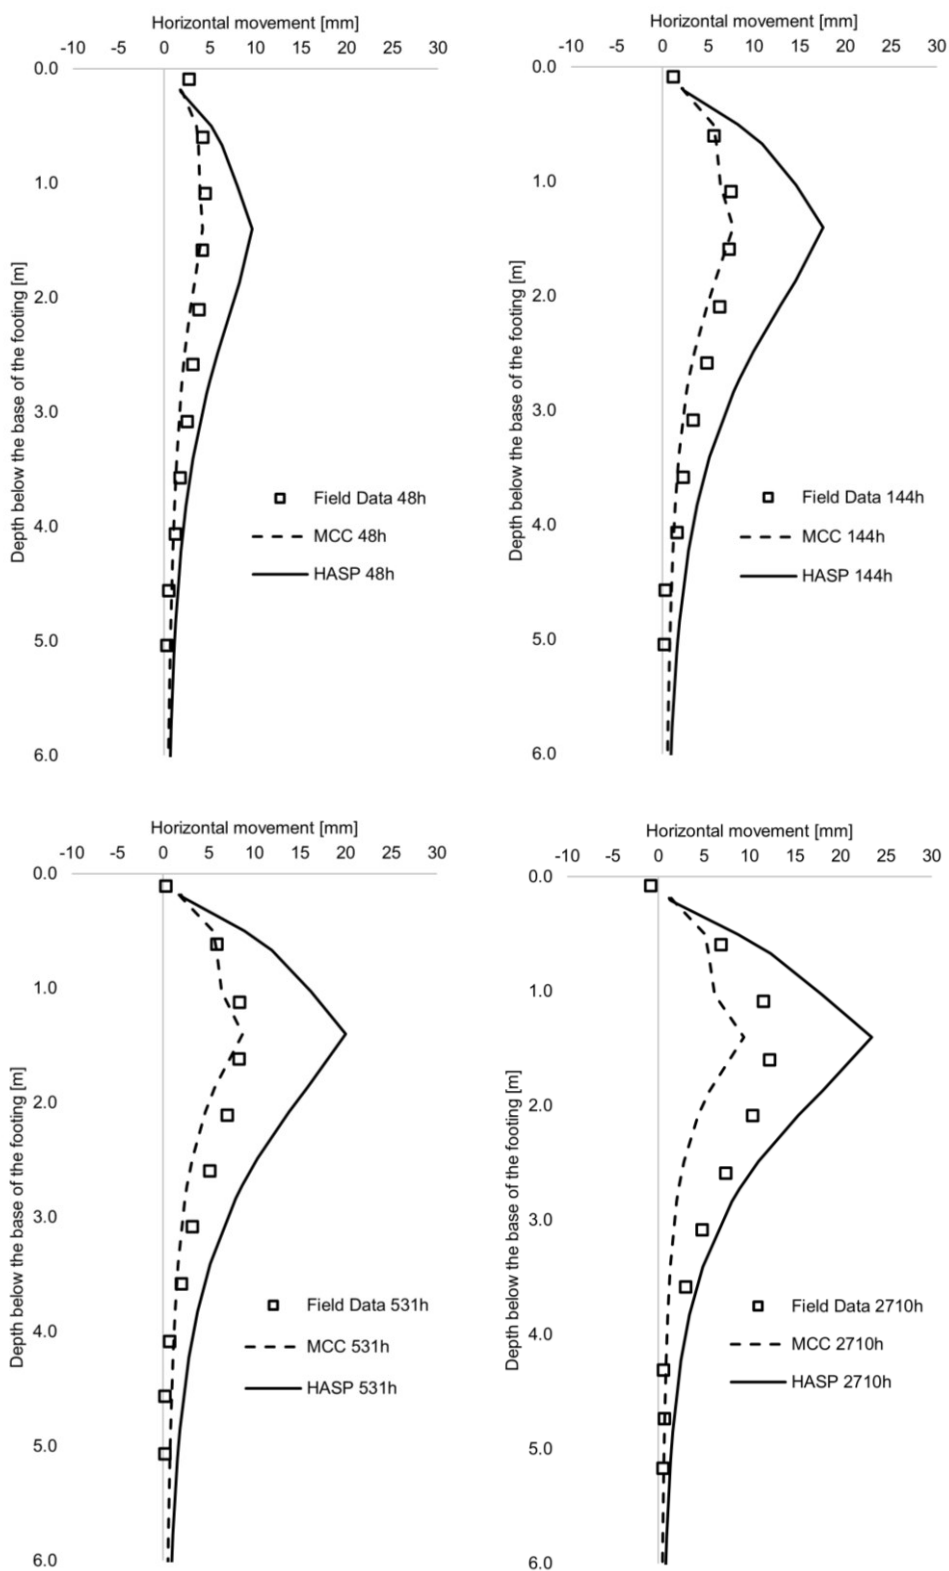 Horizontal movement [mm]
-10 -5 0 5 10 15 20 25 30
0.0
1.0
2.0
3.0
4.0
5.0
6.0
Depth below the base of the footing [m]
Field Data 48h
MCC 48h
HASP 48h
Horizontal movement [mm]
-10 -5 0 5 10 15 20 25 30
0.0
1.0
2.0
3.0
4.0
5.0
6.0
Depth below the base of the footing [m]
Field Data 144h
MCC 144h
HASP 144h
Horizontal movement [mm]
-10 -5 0 5 10 15 20 25 30
0.0
1.0
2.0
3.0
4.0
5.0
6.0
Depth below the base of the footing [m]
Field Data 531h
MCC 531h
HASP 531h
Horizontal movement [mm]
-10 -5 0 5 10 15 20 25 30
0.0
1.0
2.0
3.0
4.0
5.0
6.0
Depth below the base of the footing [m]
Field Data 2710h
MCC 2710h
HASP 2710h